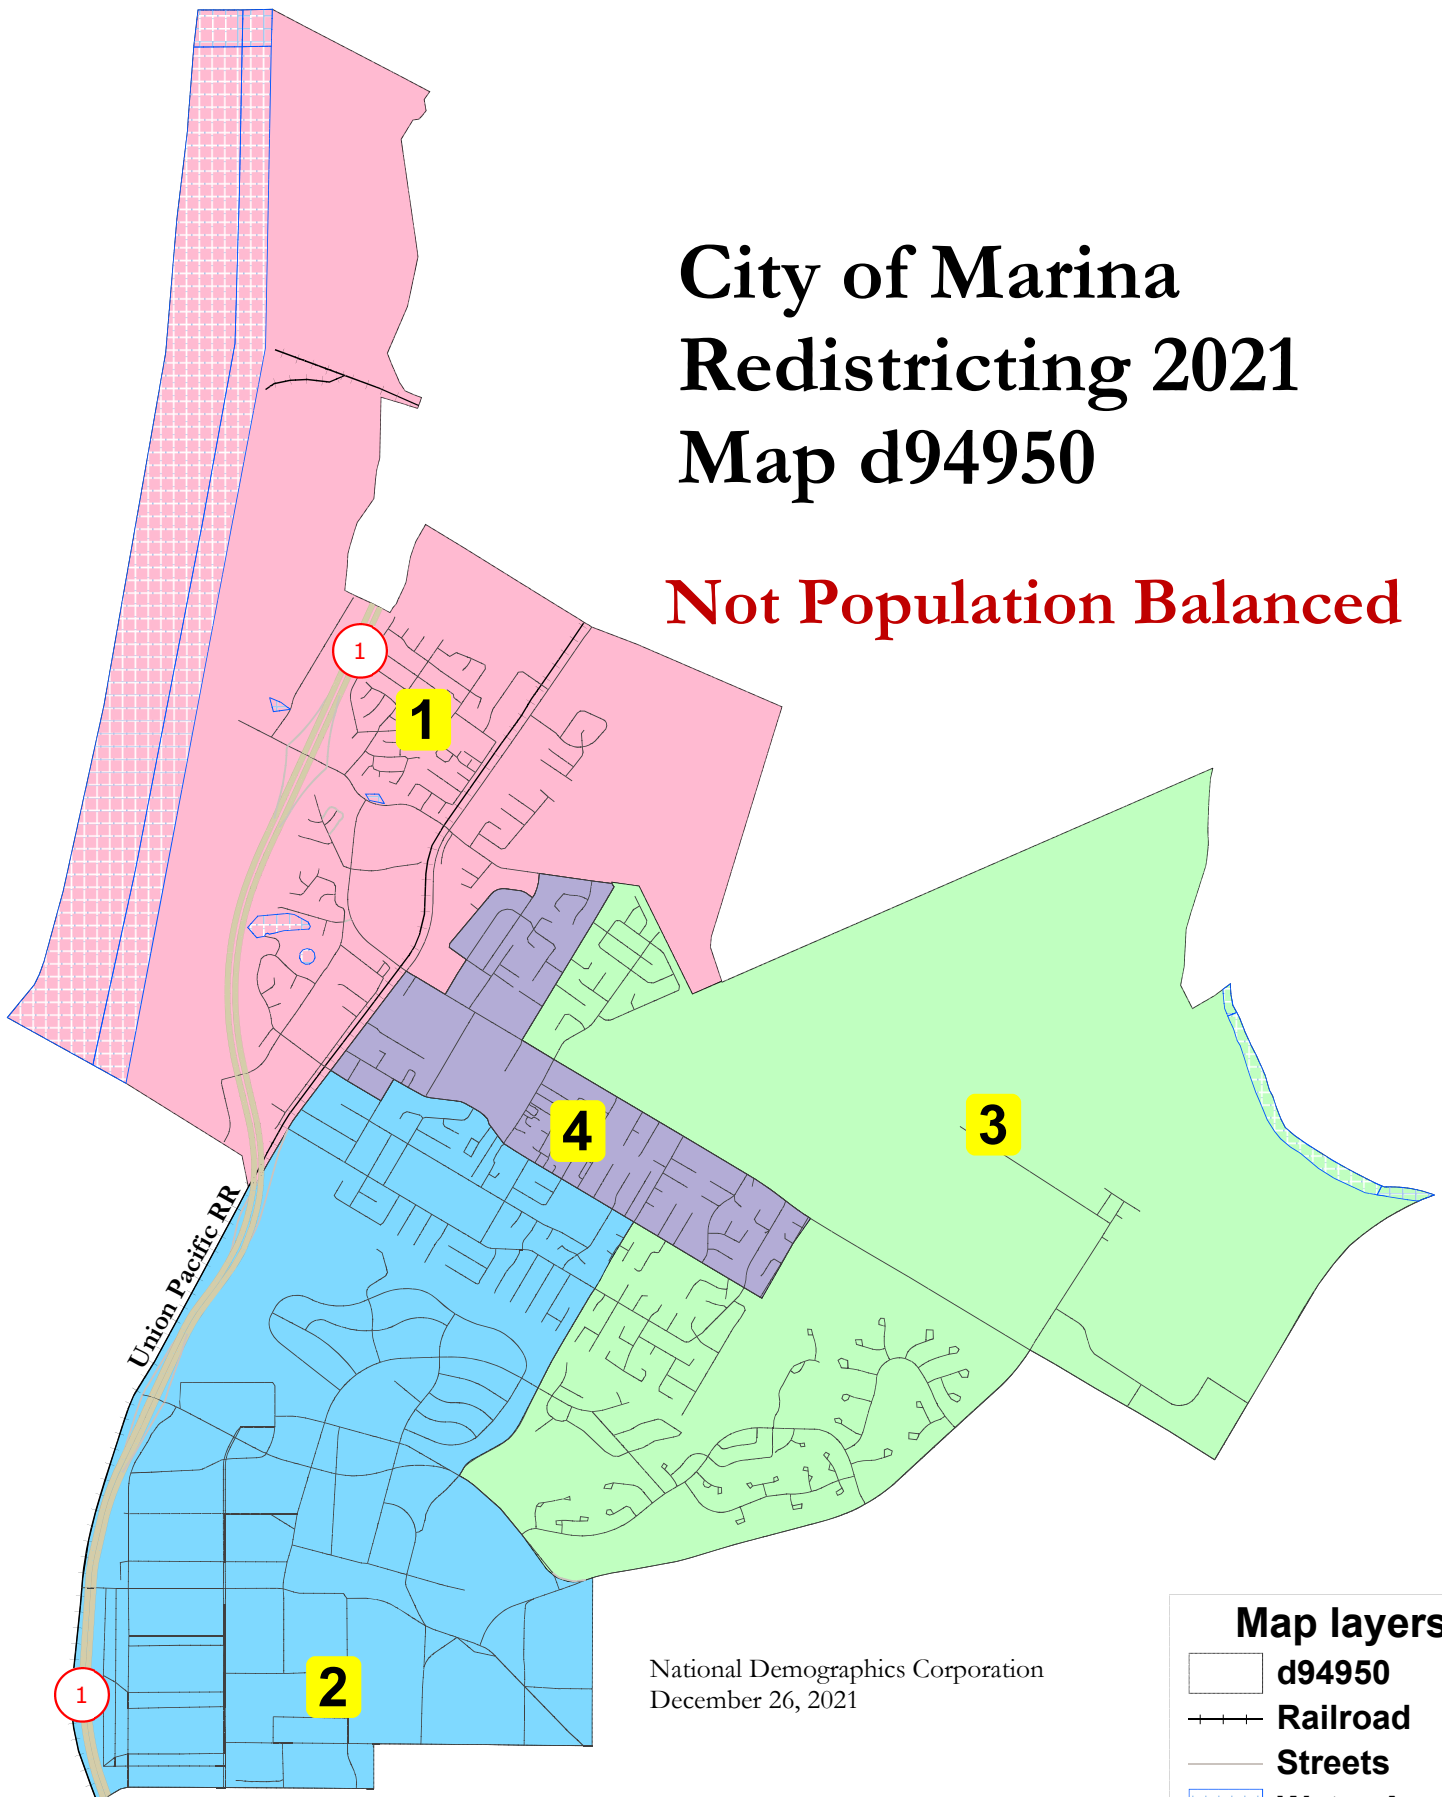 City of Marina
Redistricting 2021
Map d94950
Not Population Balanced
1
1
4
3
Union Pacific RR
2
1
National Demographics Corporation
December 26, 2021
Map layers
d94950
Railroad
Streets